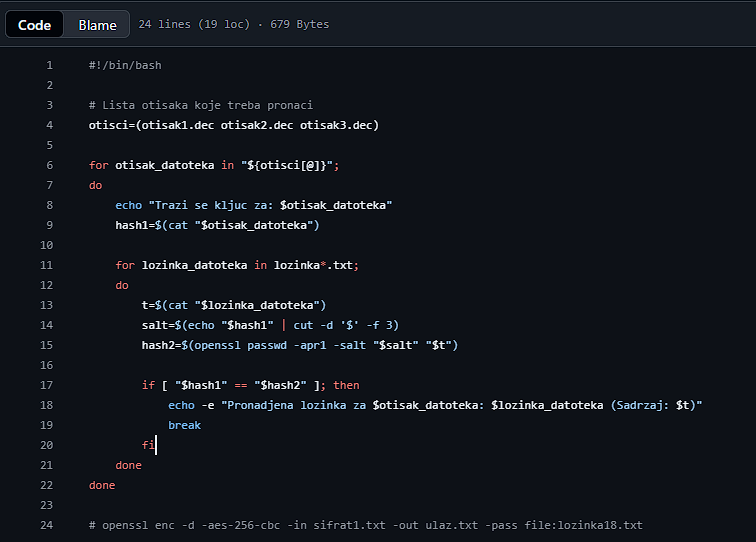 Code Blame 24 lines (19 loc) · 679 Bytes
1 #!/bin/bash
2
3 # Lista otisaka koje treba pronaci
4 otisci=(otisak1.dec otisak2.dec otisak3.dec)
5
6 for otisak_datoteka in "${otisci[@]}";
7 do
8 echo "Trazi se kljuc za: $otisak_datoteka"
9 hash1=$(cat "$otisak_datoteka")
10
11 for lozinka_datoteka in lozinka*.txt;
12 do
13 t=$(cat "$lozinka_datoteka")
14 salt=$(echo "$hash1" | cut -d '$' -f 3)
15 hash2=$(openssl passwd -apr1 -salt "$salt" "$t")
16
17 if [ "$hash1" == "$hash2" ]; then
18 echo -e "Pronadjena lozinka za $otisak_datoteka: $lozinka_datoteka (Sadrzaj: $t)"
19 break
20 fi
21 done
22 done
23
24 # openssl enc -d -aes-256-cbc -in sifrat1.txt -out ulaz.txt -pass file:lozinka18.txt